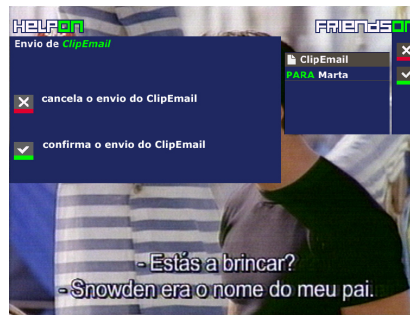 HELPON
FRIENDSON
Envio de ClipEmail
ClipEmail
PARA Marta
cancela o envio do ClipEmail
confirma o envio do ClipEmail
- Estás a brincar?
- Snowden era o nome do meu pai.